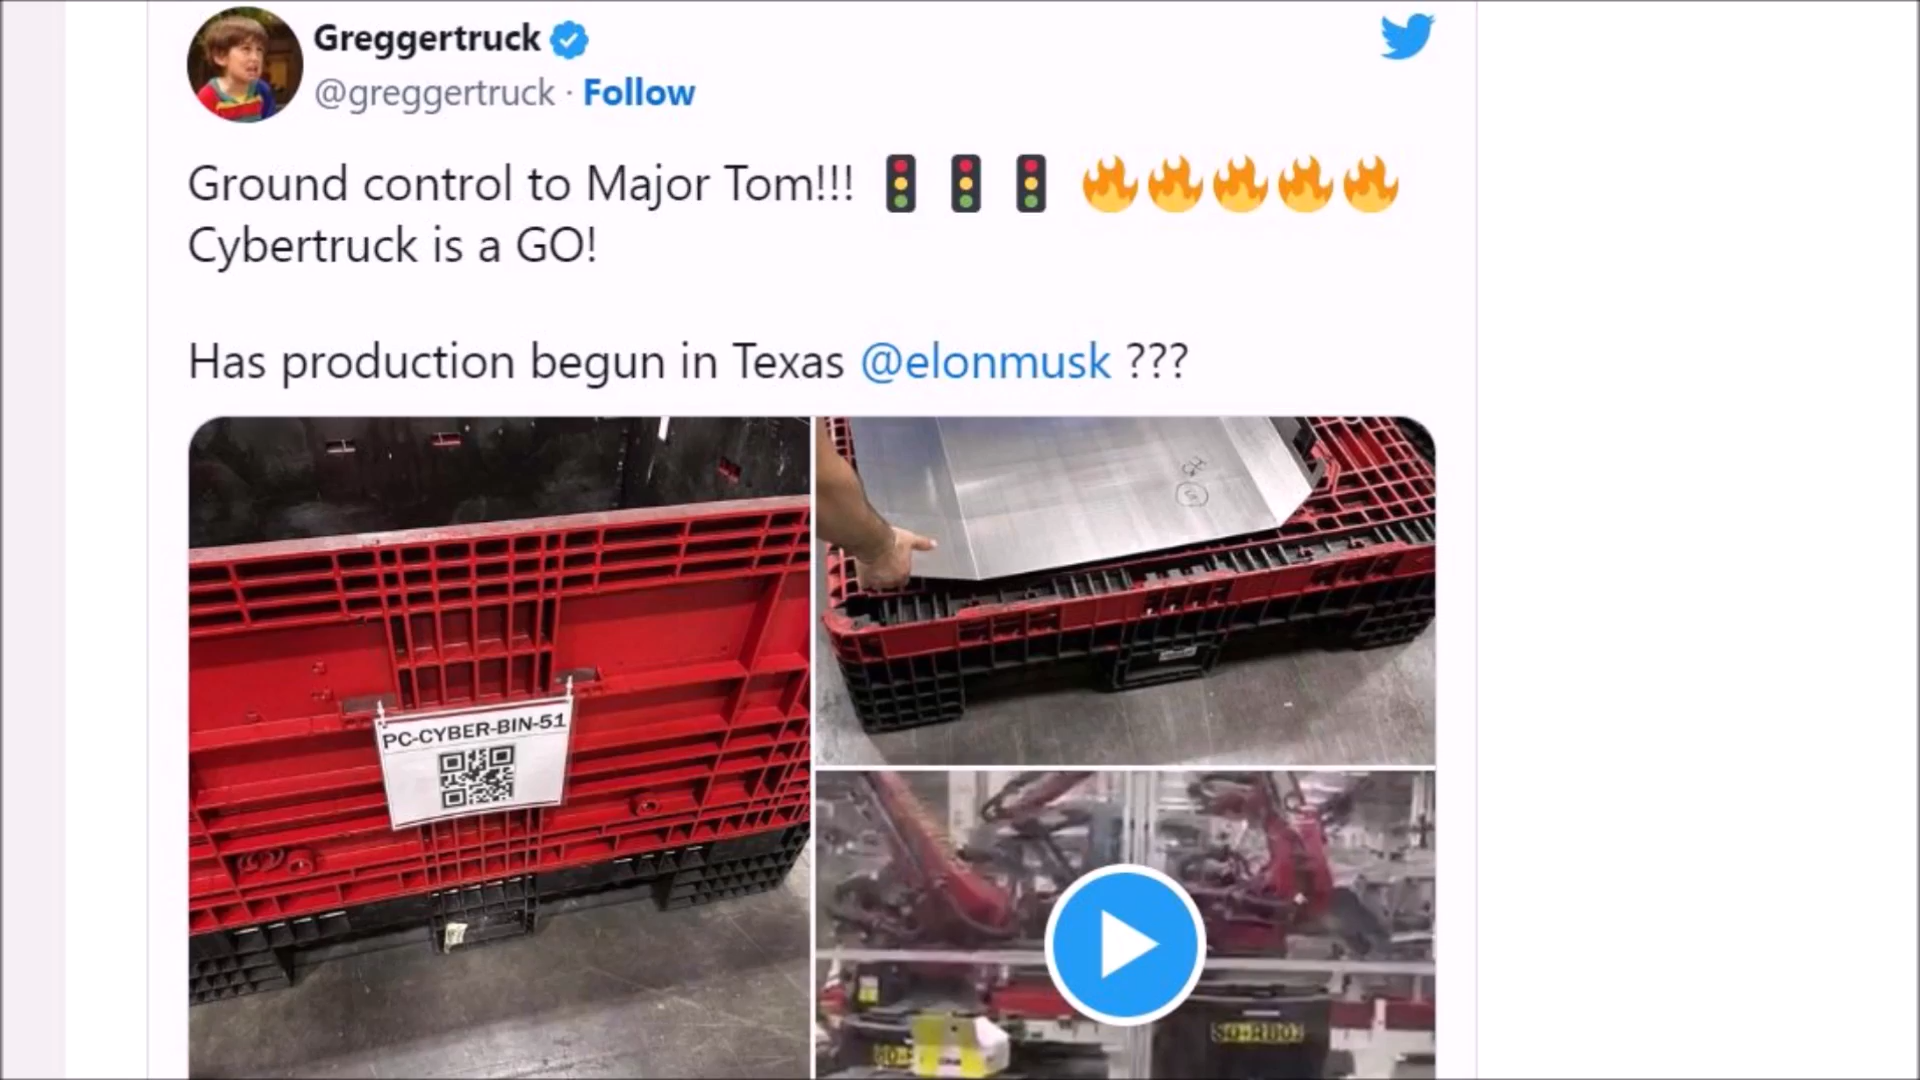 Greggertruck
@greggertruck · Follow
Ground control to Major Tom!!! 🚦 🚦 🚦 🔥🔥🔥🔥🔥
Cybertruck is a GO!
Has production begun in Texas @elonmusk ???
PC-CYBER-BIN-51